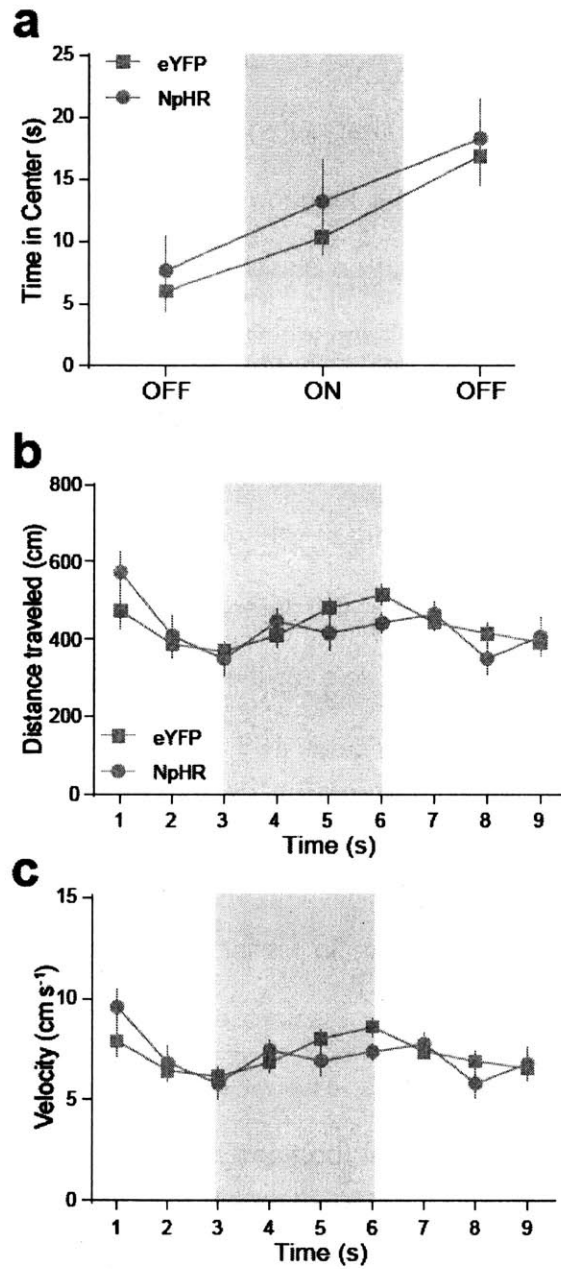 a
eYFP
NpHR
Time in Center (s)
25
20
15
10
5
0
OFF ON OFF
b
Distance traveled (cm)
800
600
400
200
0
eYFP
NpHR
1 2 3 4 5 6 7 8 9
Time (s)
c
Velocity (cm s⁻¹)
15
10
5
0
1 2 3 4 5 6 7 8 9
Time (s)